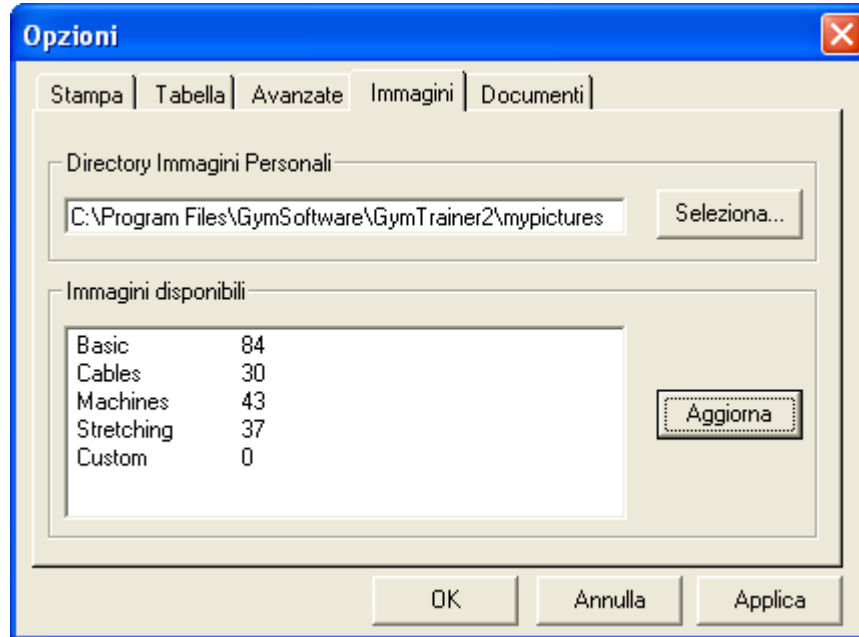 Opzioni
Stampa Tabella Avanzate Immagini Documenti
Directory Immagini Personali
C:\Program Files\GymSoftware\GymTrainer2\mypictures Seleziona...
Immagini disponibili
Basic 84
Cables 30
Machines 43
Stretching 37
Custom 0
Aggiorna
OK Annulla Applica